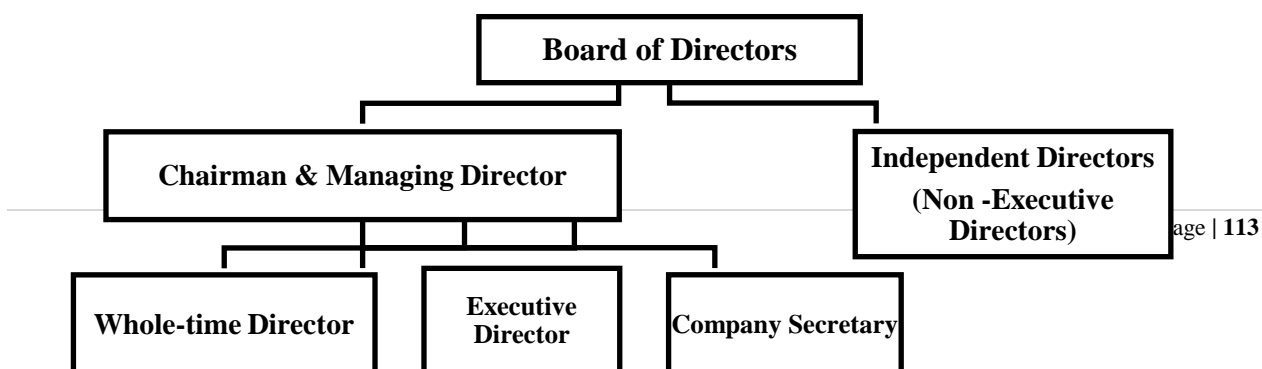 Board of Directors
Chairman & Managing Director
Independent Directors
(Non -Executive
Directors)
age | 113
Whole-time Director
Executive
Director
Company Secretary